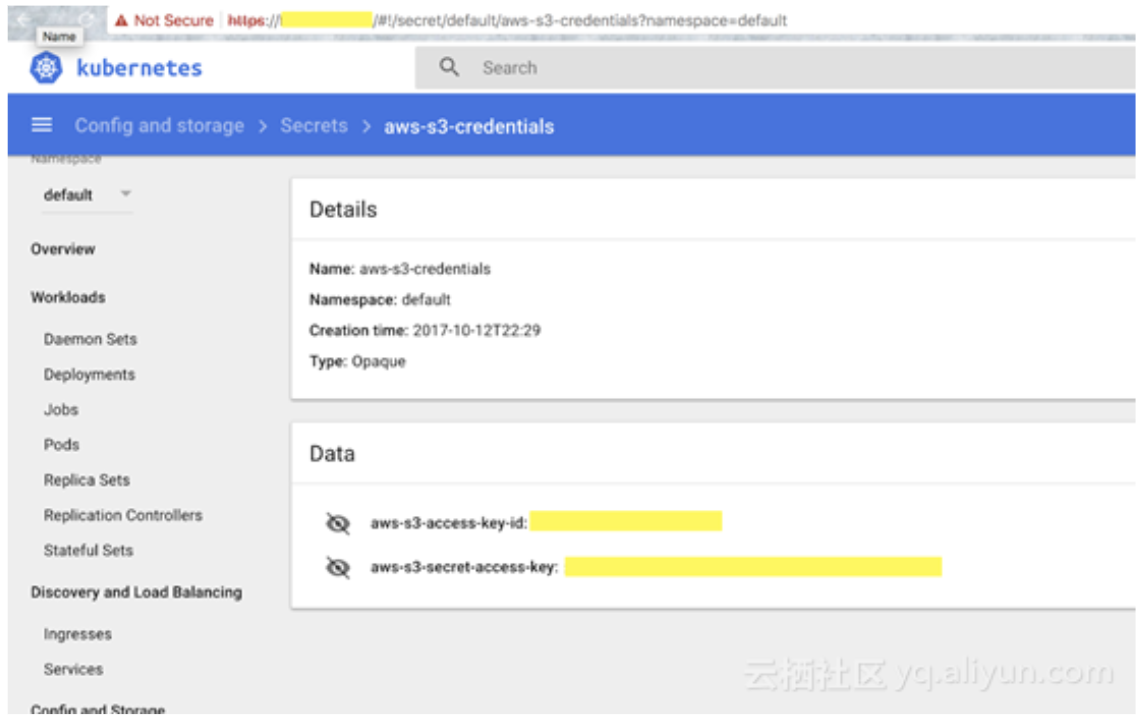 Not Secure https:// /#!/secret/default/aws-s3-credentials?namespace=default
Name
kubernetes
Search
Config and storage > Secrets > aws-s3-credentials
Namespace
default
Overview
Workloads
Daemon Sets
Deployments
Jobs
Pods
Replica Sets
Replication Controllers
Stateful Sets
Discovery and Load Balancing
Ingresses
Services
Config and Storage
Details
Name: aws-s3-credentials
Namespace: default
Creation time: 2017-10-12T22:29
Type: Opaque
Data
aws-s3-access-key-id:
aws-s3-secret-access-key:
云栖社区 yq.aliyun.com